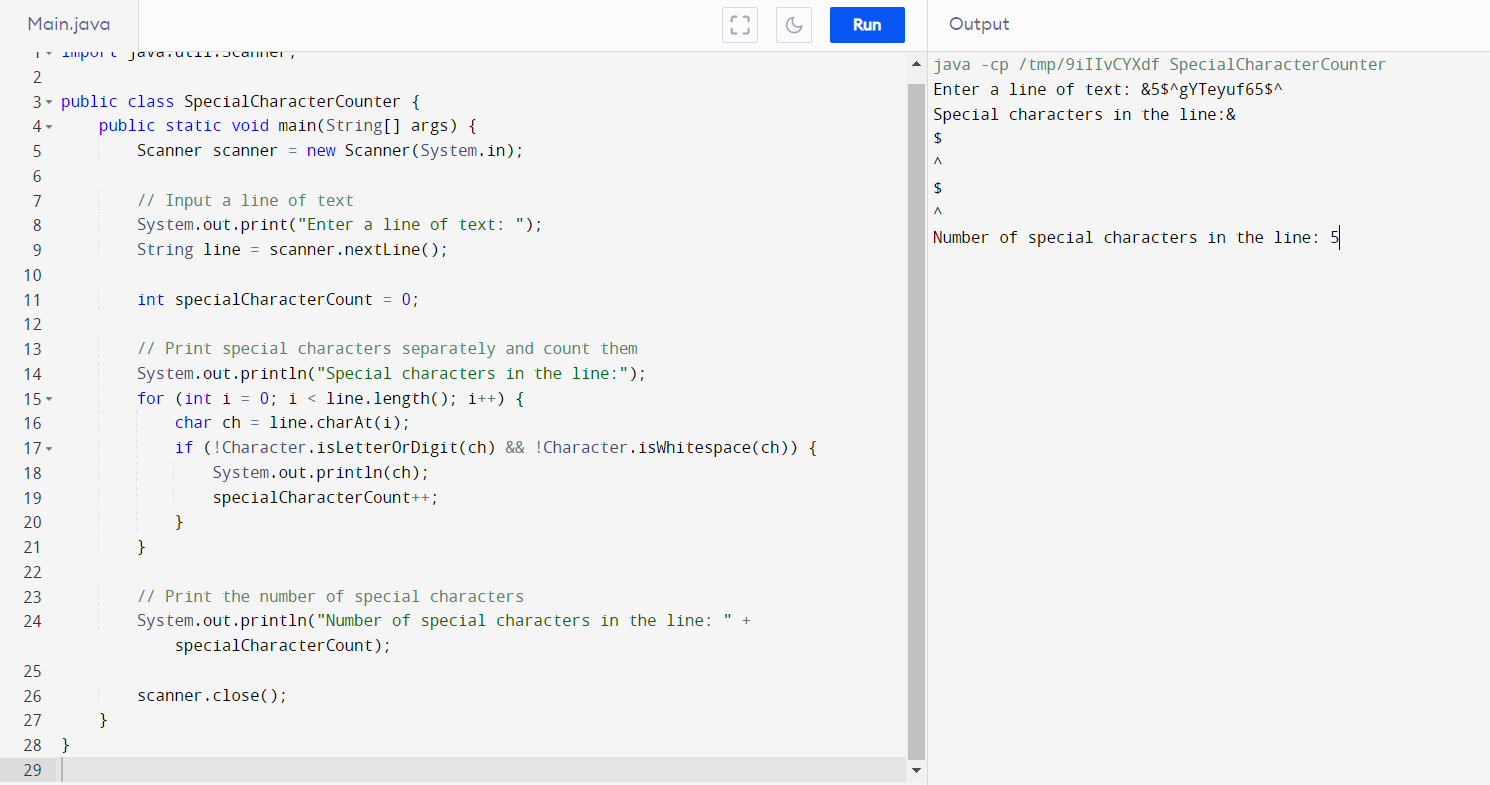 Main.java
Run
1 import java.util.Scanner;
2
3 public class SpecialCharacterCounter {
4 public static void main(String[] args) {
5 Scanner scanner = new Scanner(System.in);
6
7 // Input a line of text
8 System.out.print("Enter a line of text: ");
9 String line = scanner.nextLine();
10
11 int specialCharacterCount = 0;
12
13 // Print special characters separately and count them
14 System.out.println("Special characters in the line:");
15 for (int i = 0; i < line.length(); i++) {
16 char ch = line.charAt(i);
17 if (!Character.isLetterOrDigit(ch) && !Character.isWhitespace(ch)) {
18 System.out.println(ch);
19 specialCharacterCount++;
20 }
21 }
22
23 // Print the number of special characters
24 System.out.println("Number of special characters in the line: " +
specialCharacterCount);
25
26 scanner.close();
27 }
28 }
29
Output
java -cp /tmp/9iIIvCYXdf SpecialCharacterCounter
Enter a line of text: &5$^gYTeyuf65$^
Special characters in the line:&
$
^
$
^
Number of special characters in the line: 5